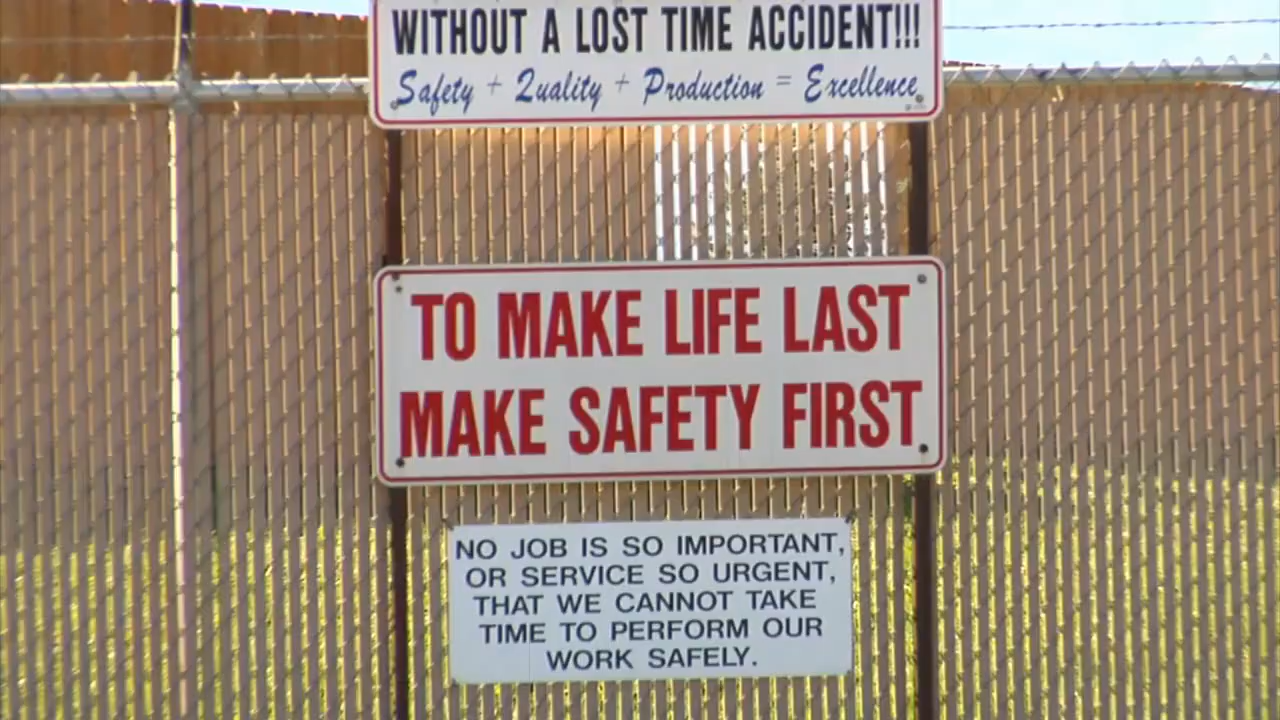 WITHOUT A LOST TIME ACCIDENT!!!
Safety + Quality + Production = Excellence
TO MAKE LIFE LAST
MAKE SAFETY FIRST
NO JOB IS SO IMPORTANT,
OR SERVICE SO URGENT,
THAT WE CANNOT TAKE
TIME TO PERFORM OUR
WORK SAFELY.